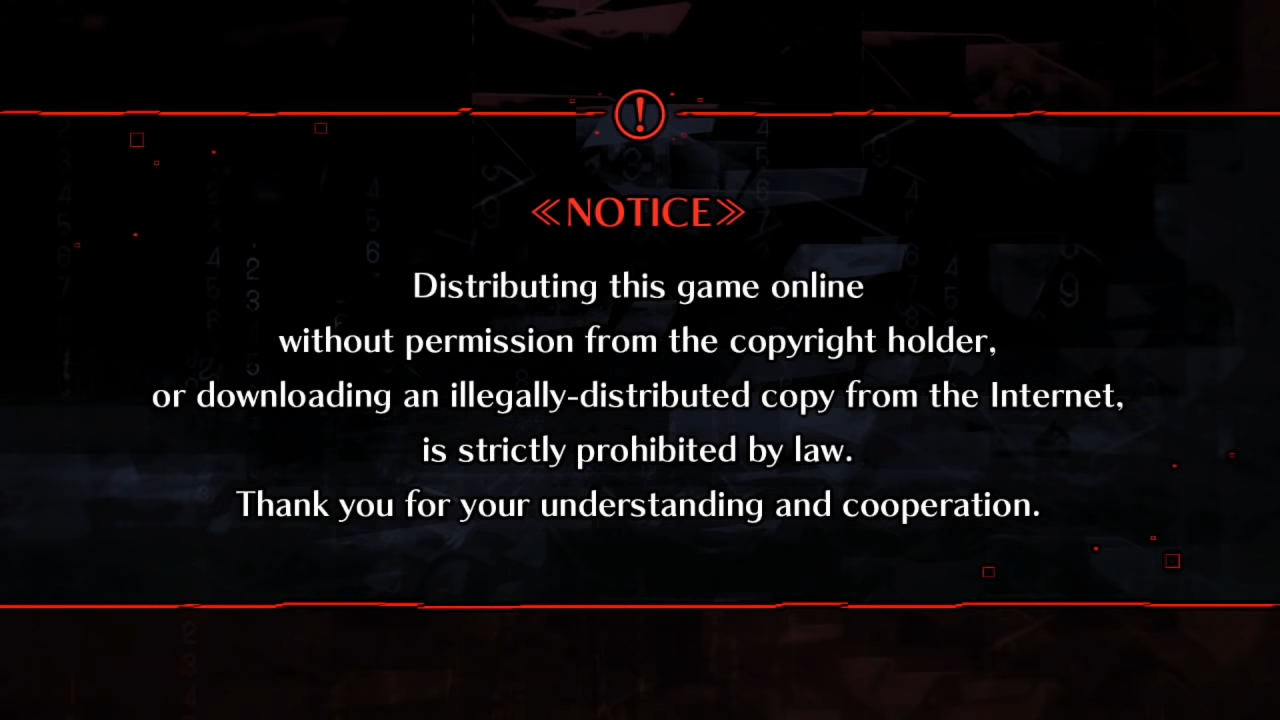 ≪NOTICE≫
Distributing this game online
without permission from the copyright holder,
or downloading an illegally-distributed copy from the Internet,
is strictly prohibited by law.
Thank you for your understanding and cooperation.